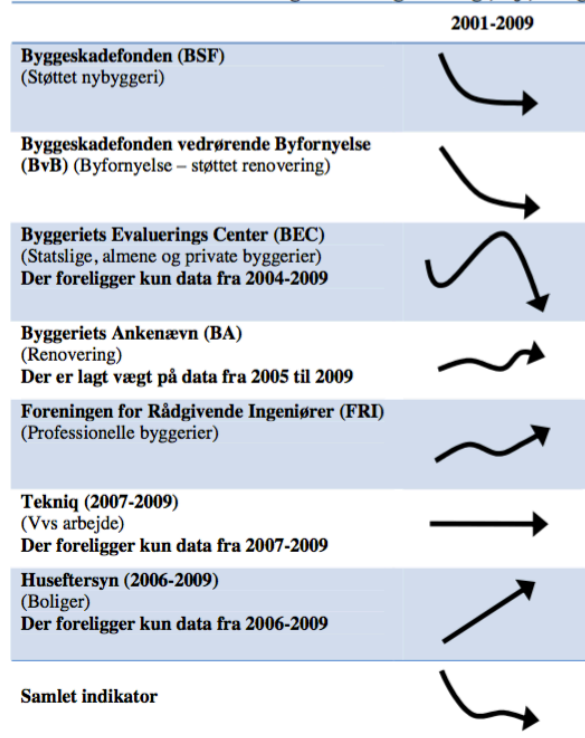 2001-2009
Byggeskadefonden (BSF)
(Støttet nybyggeri)
Byggeskadefonden vedrørende Byfornyelse
(BvB) (Byfornyelse – støttet renovering)
Byggeriets Evaluerings Center (BEC)
(Statslige, almene og private byggerier)
Der foreligger kun data fra 2004-2009
Byggeriets Ankenævn (BA)
(Renovering)
Der er lagt vægt på data fra 2005 til 2009
Foreningen for Rådgivende Ingeniører (FRI)
(Professionelle byggerier)
Tekniq (2007-2009)
(Vvs arbejde)
Der foreligger kun data fra 2007-2009
Huseftersyn (2006-2009)
(Boliger)
Der foreligger kun data fra 2006-2009
Samlet indikator